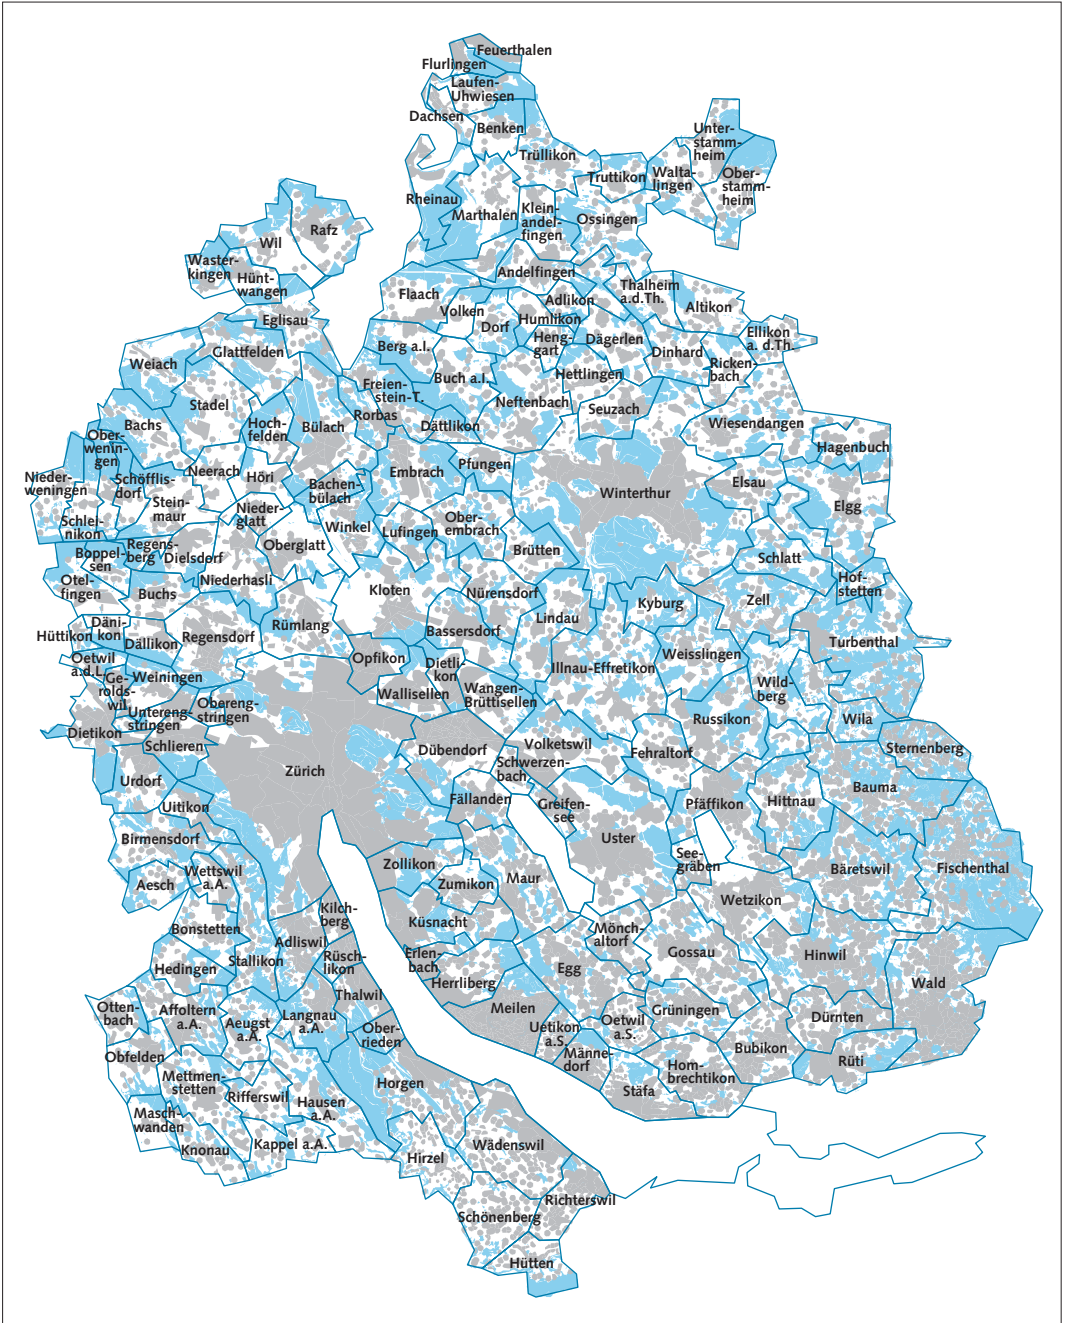 Feuerthalen
Flurlingen
Laufen-
Uhwiesen
Dachsen
Benken
Unter-
stamm-
heim
Trüllikon
Truttikon
Walta-
lingen
Ober-
stamm-
heim
Rheinau
Marthalen
Klein-
andel-
fingen
Ossingen
Rafz
Wil
Waster-
kingen
Hünt-
wangen
Andelfingen
Flaach
Volken
Adlikon
Thalheim
a.d.Th.
Altikon
Eglisau
Dorf
Humlikon
Heng-
gart
Dägerlen
Dinhard
Ellikon
a. d.Th.
Glattfelden
Weiach
Berg a.I.
Ricken-
bach
Freien-
stein-T.
Buch a.I.
Hettlingen
Stadel
Rorbas
Neftenbach
Seuzach
Bachs
Hoch-
felden
Bülach
Dättlikon
Wiesendangen
Ober-
wenin-
gen
Hagenbuch
Nieder-
weningen
Schöfflis-
dorf
Neerach
Höri
Embrach
Pfungen
Bachen-
bülach
Winterthur
Elsau
Elgg
Stein-
maur
Nieder-
glatt
Schlei-
nikon
Winkel
Lufingen
Ober-
embrach
Regens-
berg
Dielsdorf
Oberglatt
Brütten
Boppel-
sen
Schlatt
Otel-
fingen
Buchs
Niederhasli
Kloten
Nürensdorf
Hof-
stetten
Kyburg
Zell
Lindau
Däni-
kon
Hüttikon
Dällikon
Regensdorf
Rümlang
Bassersdorf
Turbenthal
Oetwil
a.d.L.
Weiningen
Opfikon
Dietli-
kon
Illnau-Effretikon
Weisslingen
Ge-
rolds-
wil
Wallisellen
Wangen-
Brüttisellen
Wild-
berg
Untereng-
stringen
Obereng-
stringen
Russikon
Wila
Dietikon
Schlieren
Dübendorf
Volketswil
Fehraltorf
Sternenberg
Zürich
Schwerzen-
bach
Urdorf
Bauma
Uitikon
Fällanden
Greifen-
see
Pfäffikon
Hittnau
Birmensdorf
Uster
See-
gräben
Zollikon
Bäretswil
Fischenthal
Wettswil
a.A.
Aesch
Zumikon
Maur
Wetzikon
Kilch-
berg
Küsnacht
Bonstetten
Mönch-
altorf
Adliswil
Gossau
Hinwil
Hedingen
Stallikon
Rüsch-
likon
Erlen-
bach
Egg
Herrliberg
Wald
Thalwil
Otten-
bach
Affoltern
a.A.
Aeugst
a.A.
Langnau
a.A.
Meilen
Grüningen
Dürnten
Ober-
rieden
Uetikon
a.S.
Oetwil
a.S.
Obfelden
Männe-
dorf
Bubikon
Rüti
Mettmen-
stetten
Horgen
Hom-
brechtikon
Rifferswil
Hausen
a.A.
Stäfa
Masch-
wanden
Kappel a.A.
Knonau
Wädenswil
Hirzel
Richterswil
Schönenberg
Hütten